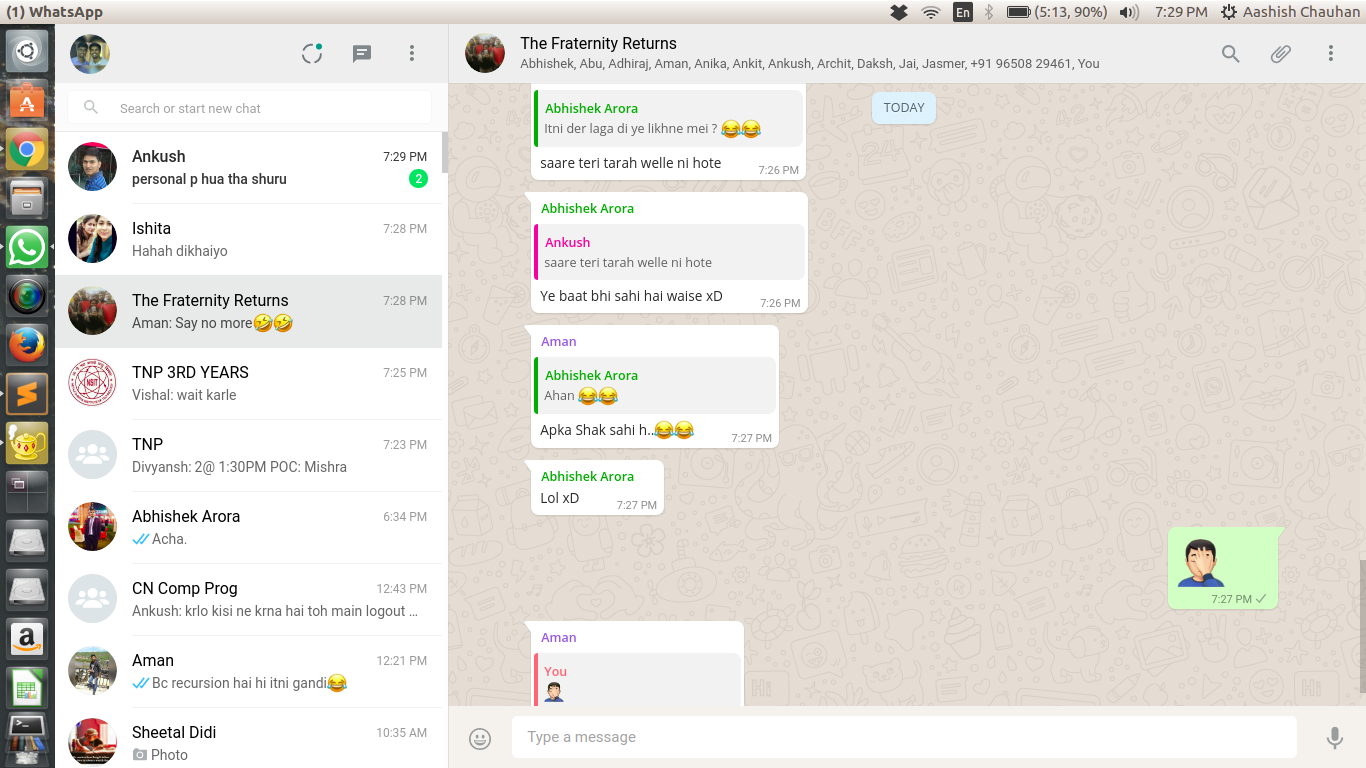 (1) WhatsApp
En
(5:13, 90%)
7:29 PM
Aashish Chauhan
Search or start new chat
Ankush
7:29 PM
personal p hua tha shuru
2
Ishita
7:28 PM
Hahah dikhaiyo
The Fraternity Returns
7:28 PM
Aman: Say no more🤣🤣
TNP 3RD YEARS
7:25 PM
Vishal: wait karle
NSIT
TNP
7:23 PM
Divyansh: 2@ 1:30PM POC: Mishra
Abhishek Arora
6:34 PM
Acha.
CN Comp Prog
12:43 PM
Ankush: krlo kisi ne krna hai toh main logout ...
Aman
12:21 PM
Bc recursion hai hi itni gandi😂
Sheetal Didi
10:35 AM
Photo
The Fraternity Returns
Abhishek, Abu, Adhiraj, Aman, Anika, Ankit, Ankush, Archit, Daksh, Jai, Jasmer, +91 96508 29461, You
TODAY
Abhishek Arora
Itni der laga di ye likhne mei ? 😂😂
saare teri tarah welle ni hote
7:26 PM
Abhishek Arora
Ankush
saare teri tarah welle ni hote
Ye baat bhi sahi hai waise xD
7:26 PM
Aman
Abhishek Arora
Ahan 😂😂
Apka Shak sahi h..😂😂
7:27 PM
Abhishek Arora
Lol xD
7:27 PM
7:27 PM
Aman
You
Type a message